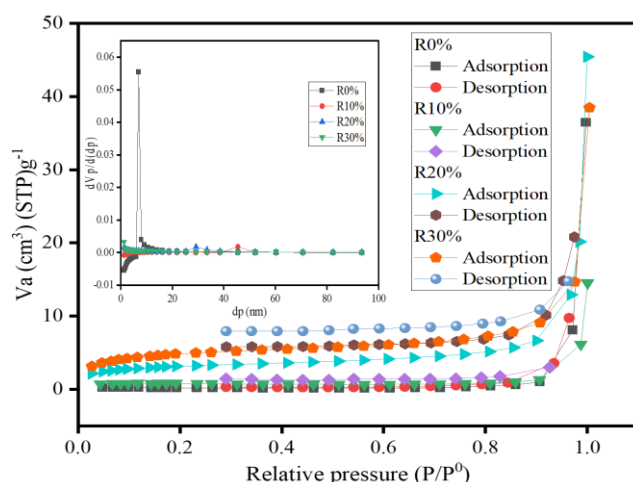 50
40
30
20
10
0
Va (cm³) (STP)g⁻¹
0.0 0.2 0.4 0.6 0.8 1.0
Relative pressure (P/P⁰)
0.06
0.05
0.04
0.03
0.02
0.01
0.00
-0.01
dVp/d(dp)
0 20 40 60 80 100
dp (nm)
R0%
R10%
R20%
R30%
R0%
Adsorption
Desorption
R10%
Adsorption
Desorption
R20%
Adsorption
Desorption
R30%
Adsorption
Desorption